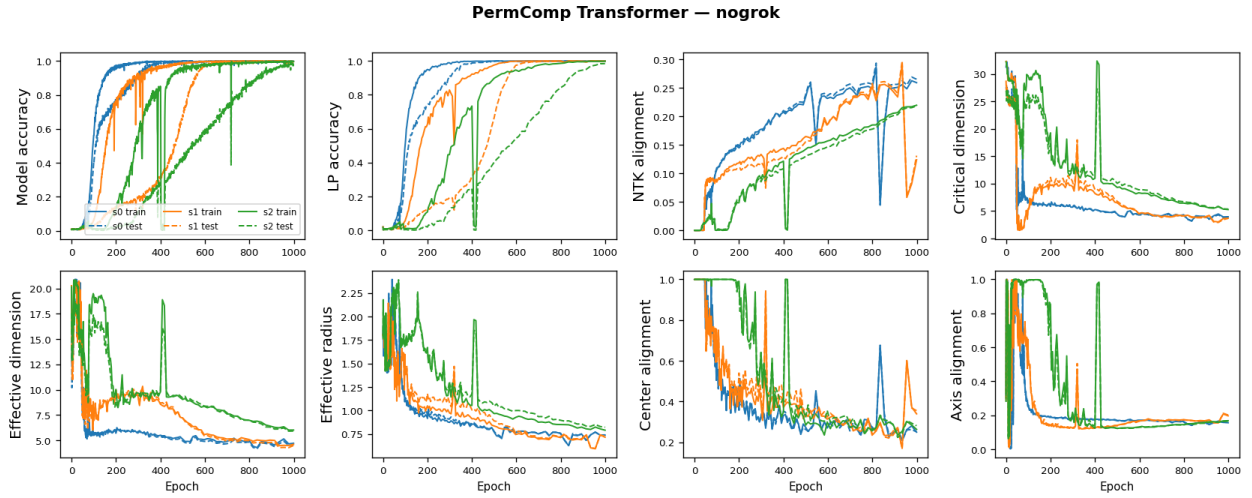 PermComp Transformer — nogrok
Model accuracy
1.0
0.8
0.6
0.4
0.2
0.0
0 200 400 600 800 1000
s0 train s1 train s2 train
s0 test s1 test s2 test
LP accuracy
1.0
0.8
0.6
0.4
0.2
0.0
0 200 400 600 800 1000
NTK alignment
0.30
0.25
0.20
0.15
0.10
0.05
0.00
0 200 400 600 800 1000
Critical dimension
30
25
20
15
10
5
0
0 200 400 600 800 1000
Effective dimension
20.0
17.5
15.0
12.5
10.0
7.5
5.0
0 200 400 600 800 1000
Epoch
Effective radius
2.25
2.00
1.75
1.50
1.25
1.00
0.75
0 200 400 600 800 1000
Epoch
Center alignment
1.0
0.8
0.6
0.4
0.2
0 200 400 600 800 1000
Epoch
Axis alignment
1.0
0.8
0.6
0.4
0.2
0.0
0 200 400 600 800 1000
Epoch